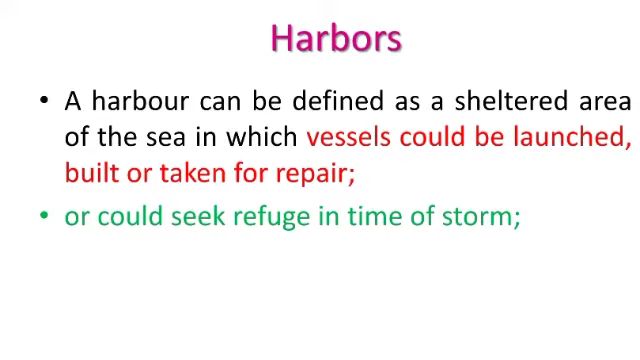 Harbors
• A harbour can be defined as a sheltered area
of the sea in which vessels could be launched,
built or taken for repair;
• or could seek refuge in time of storm;